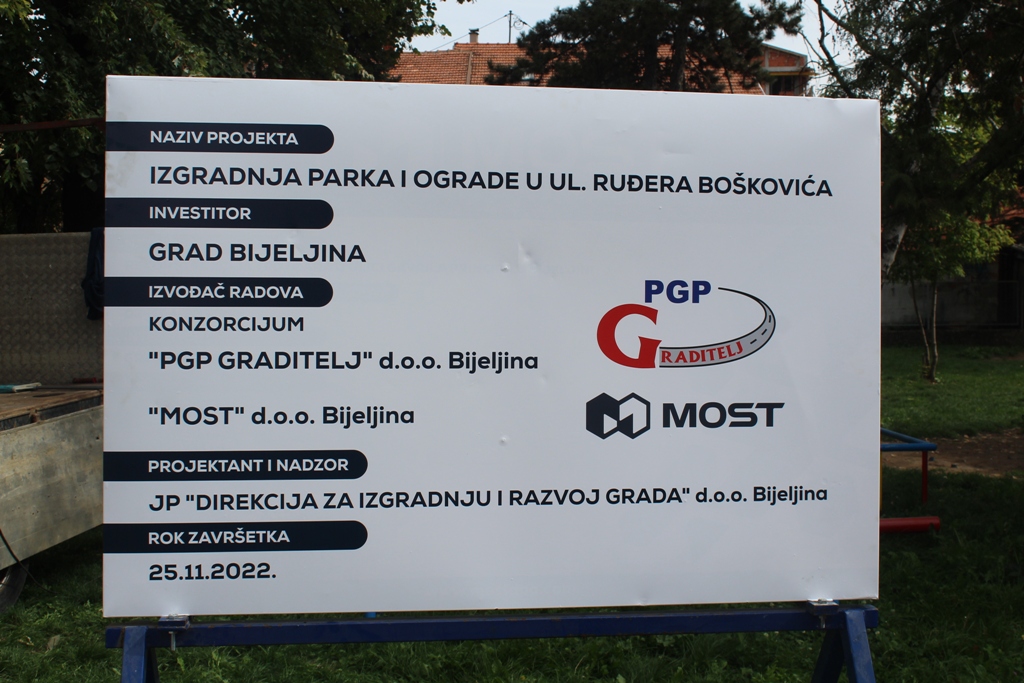 NAZIV PROJEKTA
IZGRADNJA PARKA I OGRADE U UL. RUĐERA BOŠKOVIĆA
INVESTITOR
GRAD BIJELJINA
IZVOĐAČ RADOVA
KONZORCIJUM
"PGP GRADITELJ" d.o.o. Bijeljina
PGP
GRADITELJ
"MOST" d.o.o. Bijeljina
MOST
PROJEKTANT I NADZOR
JP "DIREKCIJA ZA IZGRADNJU I RAZVOJ GRADA" d.o.o. Bijeljina
ROK ZAVRŠETKA
25.11.2022.